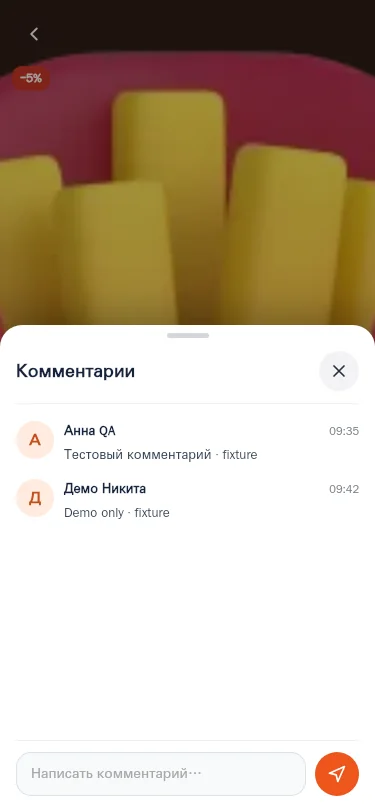 −5%
Комментарии
Анна QA 09:35
А
Тестовый комментарий · fixture
Демо Никита 09:42
Д
Demo only · fixture
Написать комментарий···